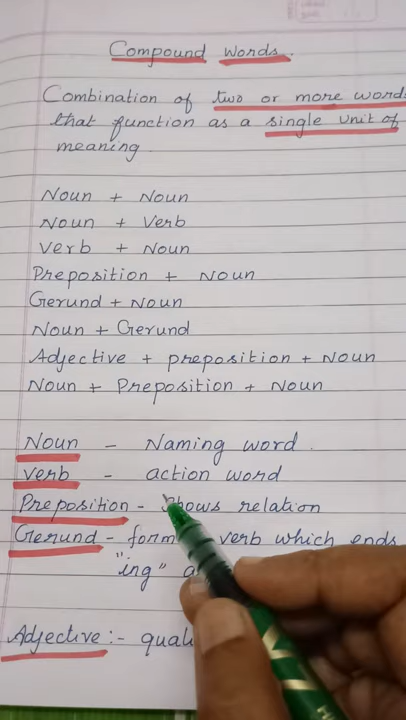 Compound words.
Combination of two or more words
that function as a single unit of
meaning.
Noun + Noun
Noun + Verb
Verb + Noun
Preposition + Noun
Gerund + Noun
Noun + Gerund
Adjective + preposition + Noun
Noun + Preposition + Noun
Noun - Naming word.
Verb - action word
Preposition - Shows relation
Gerund - form verb which ends
"ing"
Adjective :-